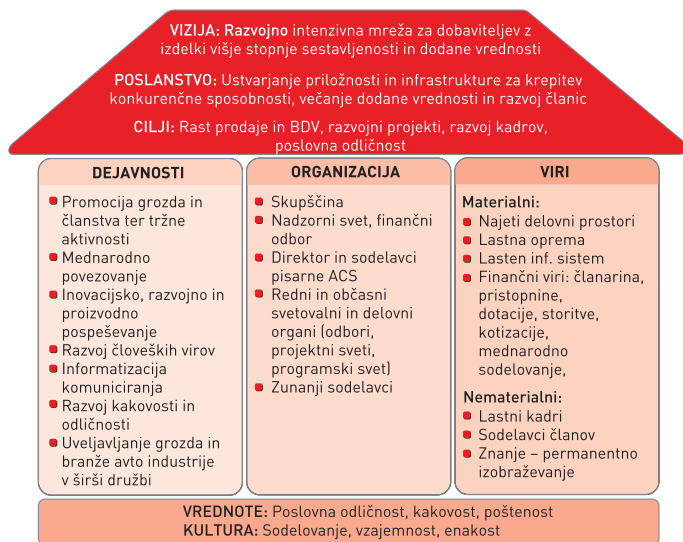 VIZIJA: Razvojno intenzivna mreža za dobaviteljev z
izdelki višje stopnje sestavljenosti in dodane vrednosti
POSLANSTVO: Ustvarjanje priložnosti in infrastrukture za krepitev
konkurenčne sposobnosti, večanje dodane vrednosti in razvoj članic
CILJI: Rast prodaje in BDV, razvojni projekti, razvoj kadrov,
poslovna odličnost
DEJAVNOSTI
Promocija grozda in
članstva ter tržne
aktivnosti
Mednarodno
povezovanje
Inovacijsko, razvojno in
proizvodno
pospeševanje
Razvoj človeških virov
Informatizacija
komuniciranja
Razvoj kakovosti in
odličnosti
Uveljavljanje grozda in
branže avto industrije
v širši družbi
ORGANIZACIJA
Skupščina
Nadzorni svet, finančni
odbor
Direktor in sodelavci
pisarne ACS
Redni in občasni
svetovalni in delovni
organi (odbori,
projektni sveti,
programski svet)
Zunanji sodelavci
VIRI
Materialni:
Najeti delovni prostori
Lastna oprema
Lasten inf. sistem
Finančni viri: članarina,
pristopnine,
dotacije, storitve,
kotizacije,
mednarodno
sodelovanje,
Nematerialni:
Lastni kadri
Sodelavci članov
Znanje – permanentno
izobraževanje
VREDNOTE: Poslovna odličnost, kakovost, poštenost
KULTURA: Sodelovanje, vzajemnost, enakost